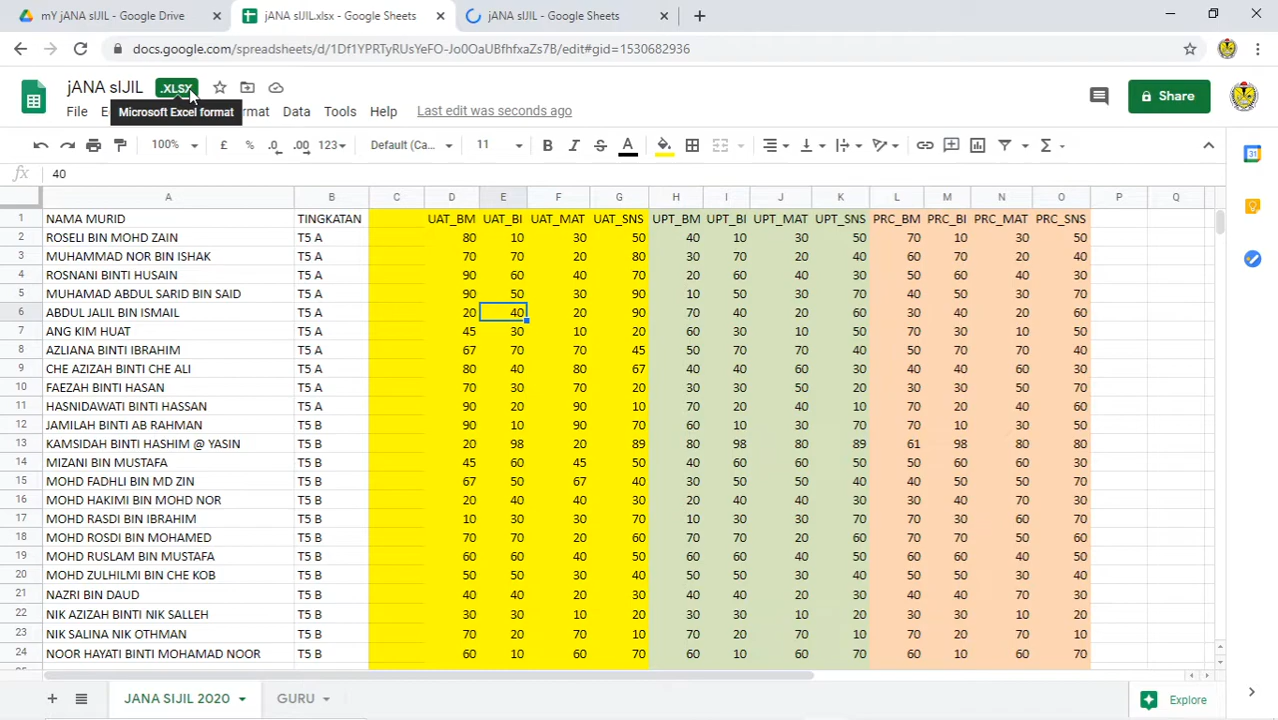 mY jANA sIJIL - Google Drive
jANA sIJIL.xlsx - Google Sheets
jANA sIJIL - Google Sheets
docs.google.com/spreadsheets/d/1Df1YPRTyRUsYeFO-Jo0OaUBfhfxaZs7B/edit#gid=1530682936
jANA sIJIL .XLSX
File E rmat Data Tools Help Last edit was seconds ago
Microsoft Excel format
Share
100% £ % .0 .00 123 Default (Ca... 11 B I S A
fx 40
A B C D E F G H I J K L M N O P Q
1 NAMA MURID TINGKATAN UAT_BM UAT_BI UAT_MAT UAT_SNS UPT_BM UPT_BI UPT_MAT UPT_SNS PRC_BM PRC_BI PRC_MAT PRC_SNS
2 ROSELI BIN MOHD ZAIN T5 A 80 10 30 50 40 10 30 50 70 10 30 50
3 MUHAMMAD NOR BIN ISHAK T5 A 70 70 20 80 30 70 20 40 60 70 20 40
4 ROSNANI BINTI HUSAIN T5 A 90 60 40 70 20 60 40 30 50 60 40 30
5 MUHAMAD ABDUL SARID BIN SAID T5 A 90 50 30 90 10 50 30 70 40 50 30 70
6 ABDUL JALIL BIN ISMAIL T5 A 20 40 20 90 70 40 20 60 30 40 20 60
7 ANG KIM HUAT T5 A 45 30 10 20 60 30 10 50 70 30 10 50
8 AZLIANA BINTI IBRAHIM T5 A 67 70 70 45 50 70 70 40 50 70 70 40
9 CHE AZIZAH BINTI CHE ALI T5 A 80 40 80 67 40 40 60 30 40 40 60 30
10 FAEZAH BINTI HASAN T5 A 70 30 70 20 30 30 50 20 30 30 50 70
11 HASNIDAWATI BINTI HASSAN T5 A 90 20 90 10 70 20 40 10 70 20 40 60
12 JAMILAH BINTI AB RAHMAN T5 B 90 10 90 70 60 10 30 70 70 10 30 50
13 KAMSIDAH BINTI HASHIM @ YASIN T5 B 20 98 20 89 80 98 80 89 61 98 80 80
14 MIZANI BIN MUSTAFA T5 B 45 60 45 50 40 60 60 50 50 60 60 30
15 MOHD FADHLI BIN MD ZIN T5 B 67 50 67 40 30 50 50 40 40 50 50 70
16 MOHD HAKIMI BIN MOHD NOR T5 B 20 40 40 30 20 40 40 30 30 40 70 30
17 MOHD RASDI BIN IBRAHIM T5 B 10 30 30 70 10 30 30 70 70 30 60 70
18 MOHD ROSDI BIN MOHAMED T5 B 70 70 20 60 70 70 20 60 70 70 50 60
19 MOHD RUSLAM BIN MUSTAFA T5 B 60 60 40 50 60 60 40 50 60 60 40 50
20 MOHD ZULHILMI BIN CHE KOB T5 B 50 50 30 40 50 50 30 40 50 50 30 40
21 NAZRI BIN DAUD T5 B 40 40 20 30 40 40 20 30 40 40 70 30
22 NIK AZIZAH BINTI NIK SALLEH T5 B 30 30 10 20 30 30 10 20 30 30 10 20
23 NIK SALINA NIK OTHMAN T5 B 70 20 70 10 70 20 70 10 70 20 70 10
24 NOOR HAYATI BINTI MOHAMAD NOOR T5 B 60 10 60 70 60 10 60 70 60 10 60 70
JANA SIJIL 2020 GURU Explore